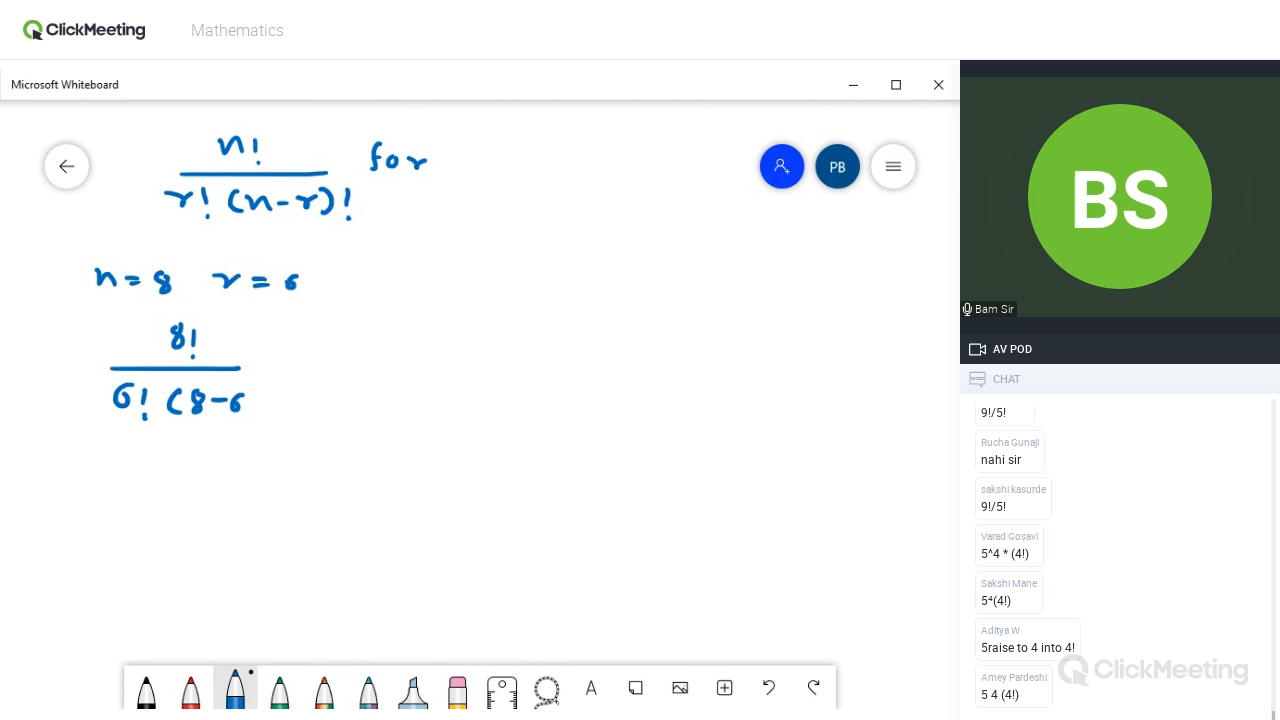 ClickMeeting Mathematics
Microsoft Whiteboard
n!
r! (n-r)!
for
n = 8 r = 6
8!
6! (8-6
PB
A
BS
Bam Sir
AV POD
CHAT
9!/5!
Rucha Gunaji
nahi sir
sakshi kasurde
9!/5!
Varad Gosavi
5^4 * (4!)
Sakshi Mane
5⁴(4!)
Aditya W
5raise to 4 into 4!
Amey Pardeshi
5 4 (4!)
ClickMeeting